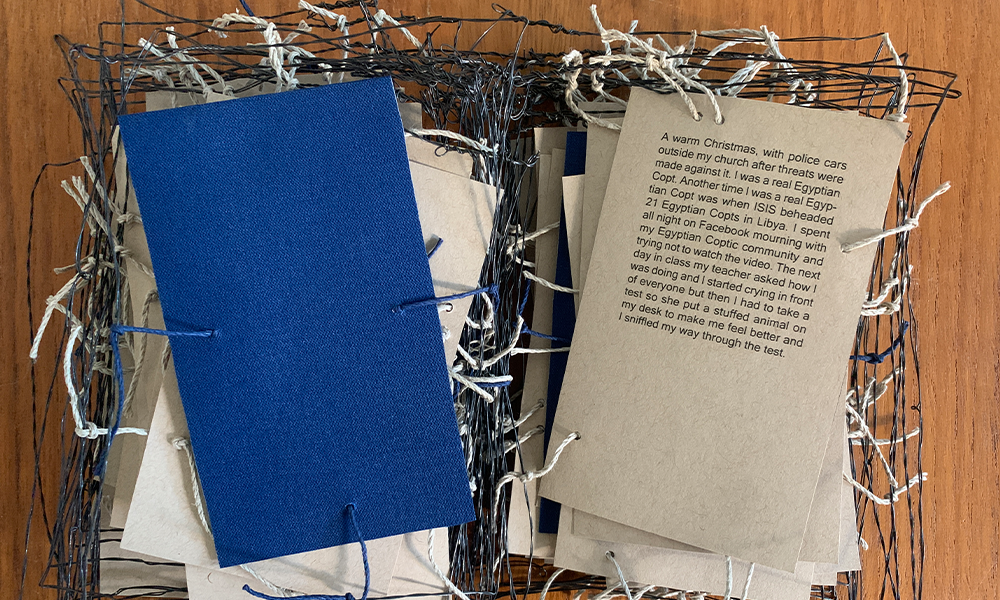 A warm Christmas, with police cars
outside my church after threats were
made against it. I was a real Egyptian
Copt. Another time I was a real Egyp-
tian Copt was when ISIS beheaded
21 Egyptian Copts in Libya. I spent
all night on Facebook mourning with
my Egyptian Coptic community and
trying not to watch the video. The next
day in class my teacher asked how I
was doing and I started crying in front
of everyone but then I had to take a
test so she put a stuffed animal on
my desk to make me feel better and
I sniffled my way through the test.